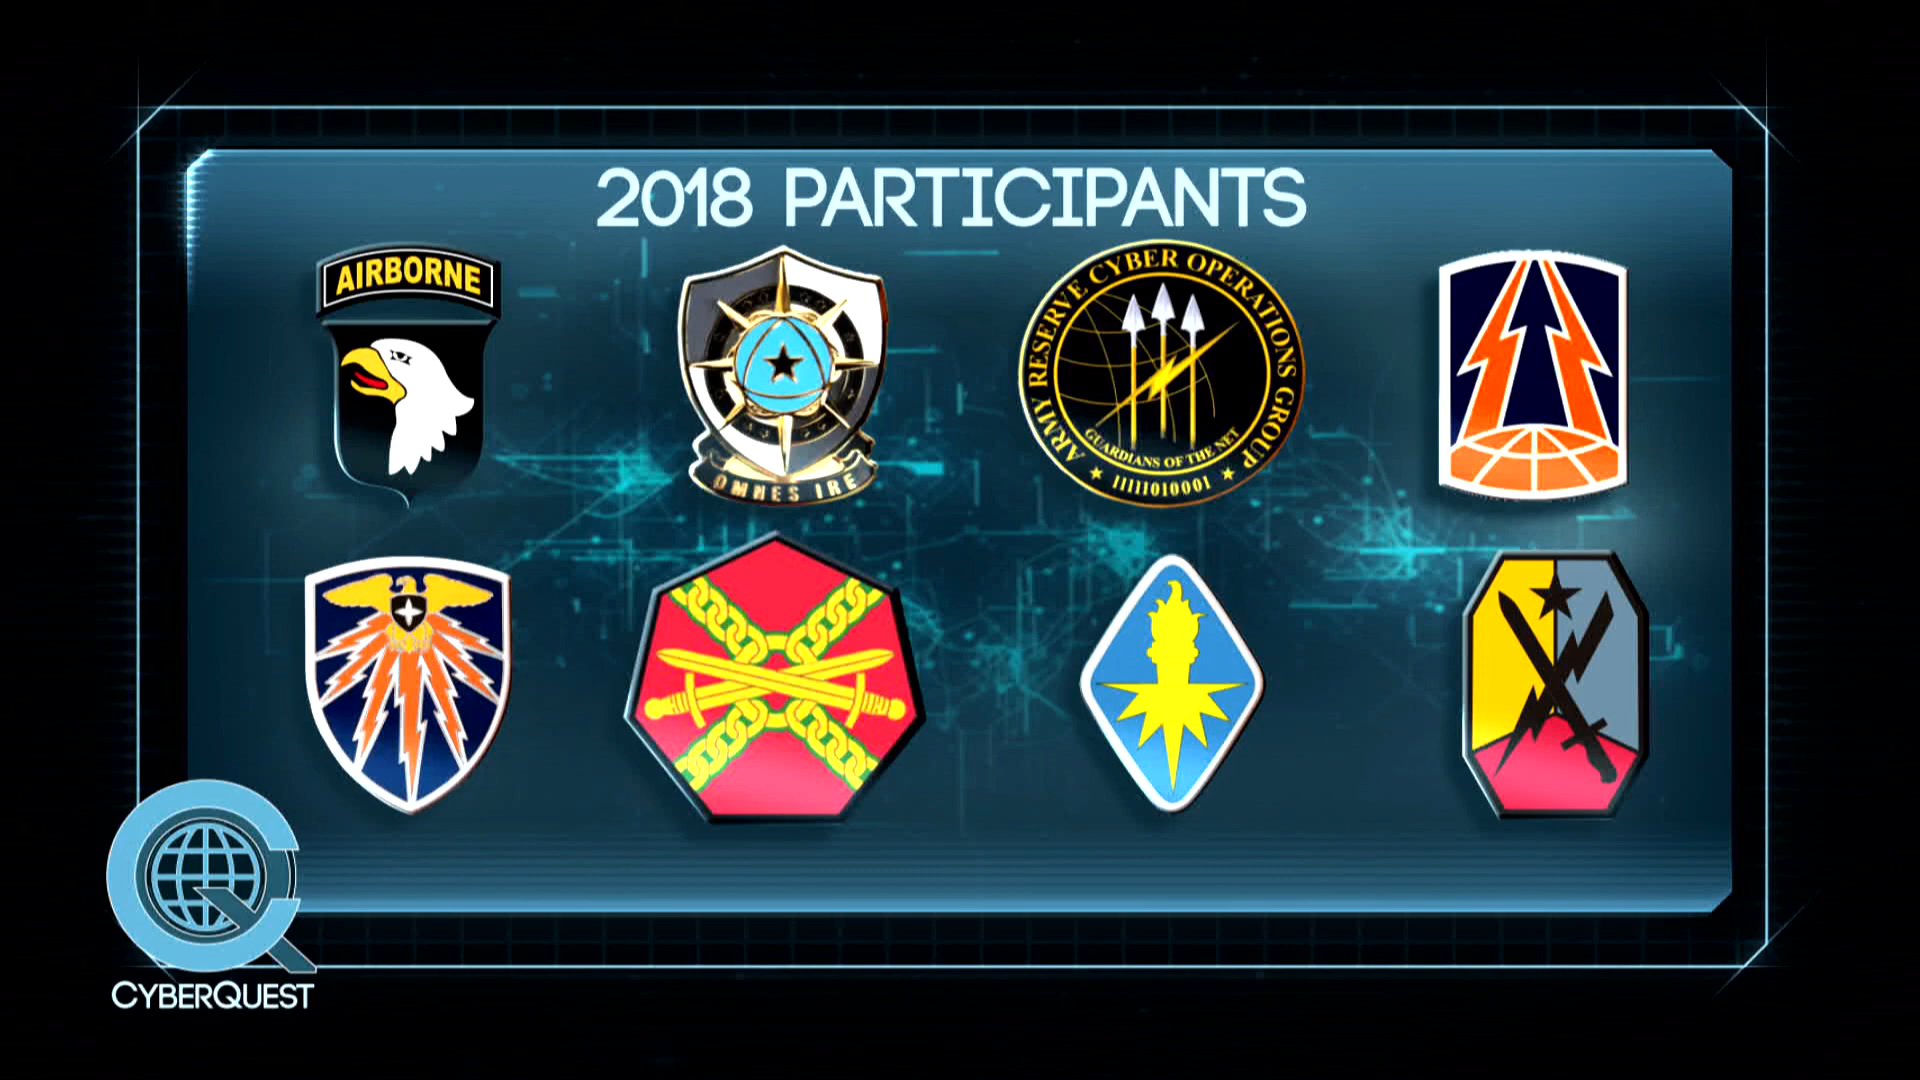 2018 PARTICIPANTS
AIRBORNE
OMNES IRE
ARMY RESERVE CYBER OPERATIONS GROUP
GUARDIANS OF THE NET
11111010001
CYBERQUEST